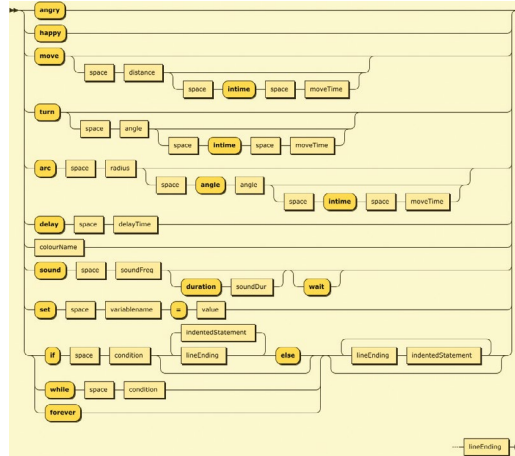 angry
happy
move
space distance
space intime space moveTime
turn
space angle
space intime space moveTime
arc space radius
space angle angle
space intime space moveTime
delay space delayTime
colourName
sound space soundFreq
duration soundDur wait
set space variablename = value
indentedStatement
if space condition lineEnding else lineEnding indentedStatement
while space condition
forever
lineEnding